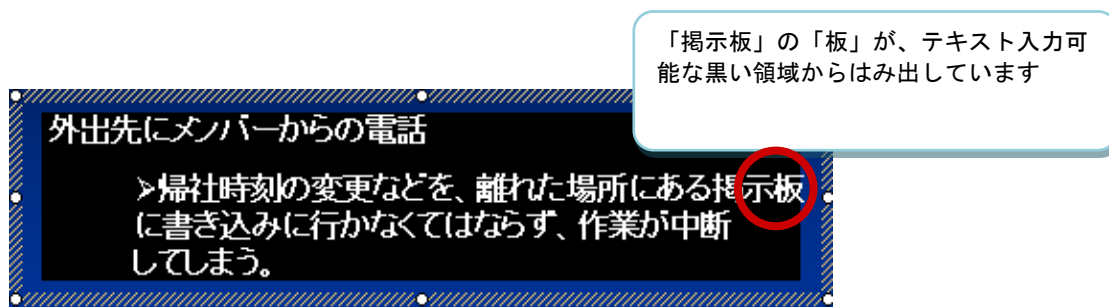 「掲示板」の「板」が、テキスト入力可
能な黒い領域からはみ出しています
外出先にメンバーからの電話
➢帰社時刻の変更などを、離れた場所にある掲示板
に書き込みに行かなくてはならず、作業が中断
してしまう。